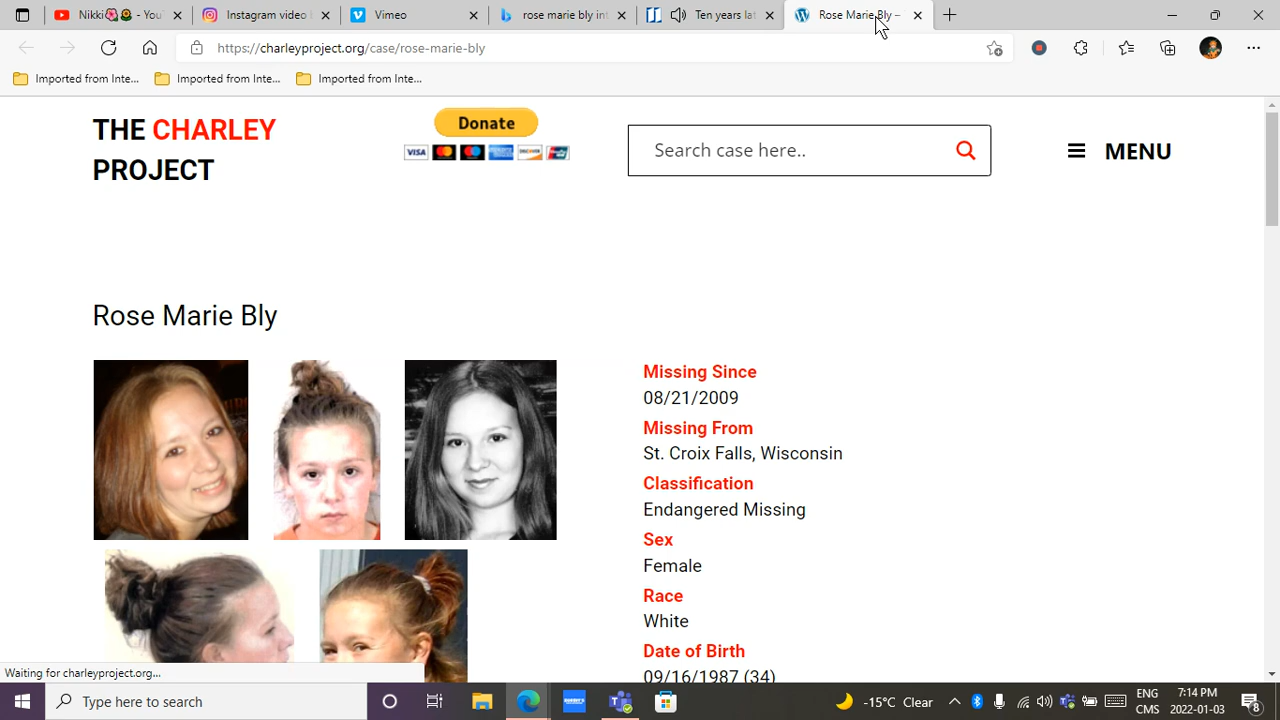 Nikki🌺🌻 - You
Instagram video
Vimeo
rose marie bly int
Ten years lat
Rose Marie Bly –
https://charleyproject.org/case/rose-marie-bly
Imported from Inte...
Imported from Inte...
Imported from Inte...
THE CHARLEY
PROJECT
Donate
VISA
Search case here..
MENU
Rose Marie Bly
Missing Since
08/21/2009
Missing From
St. Croix Falls, Wisconsin
Classification
Endangered Missing
Sex
Female
Race
White
Date of Birth
09/16/1987 (34)
Waiting for charleyproject.org...
Type here to search
-15°C Clear
ENG
CMS
7:14 PM
2022-01-03
8